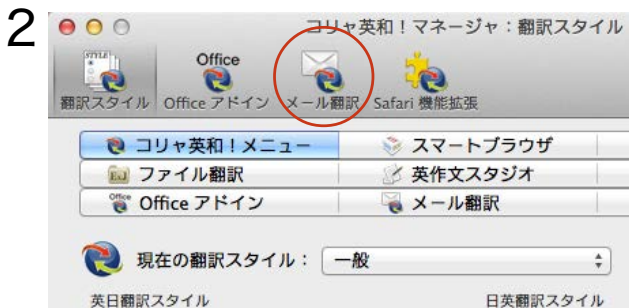 2
コリャ英和!マネージャ:翻訳スタイル
STYLE Office
翻訳スタイル Office アドイン メール翻訳 Safari 機能拡張
コリャ英和!メニュー スマートブラウザ
ファイル翻訳 英作文スタジオ
Office アドイン メール翻訳
現在の翻訳スタイル: 一般
英日翻訳スタイル 日英翻訳スタイル